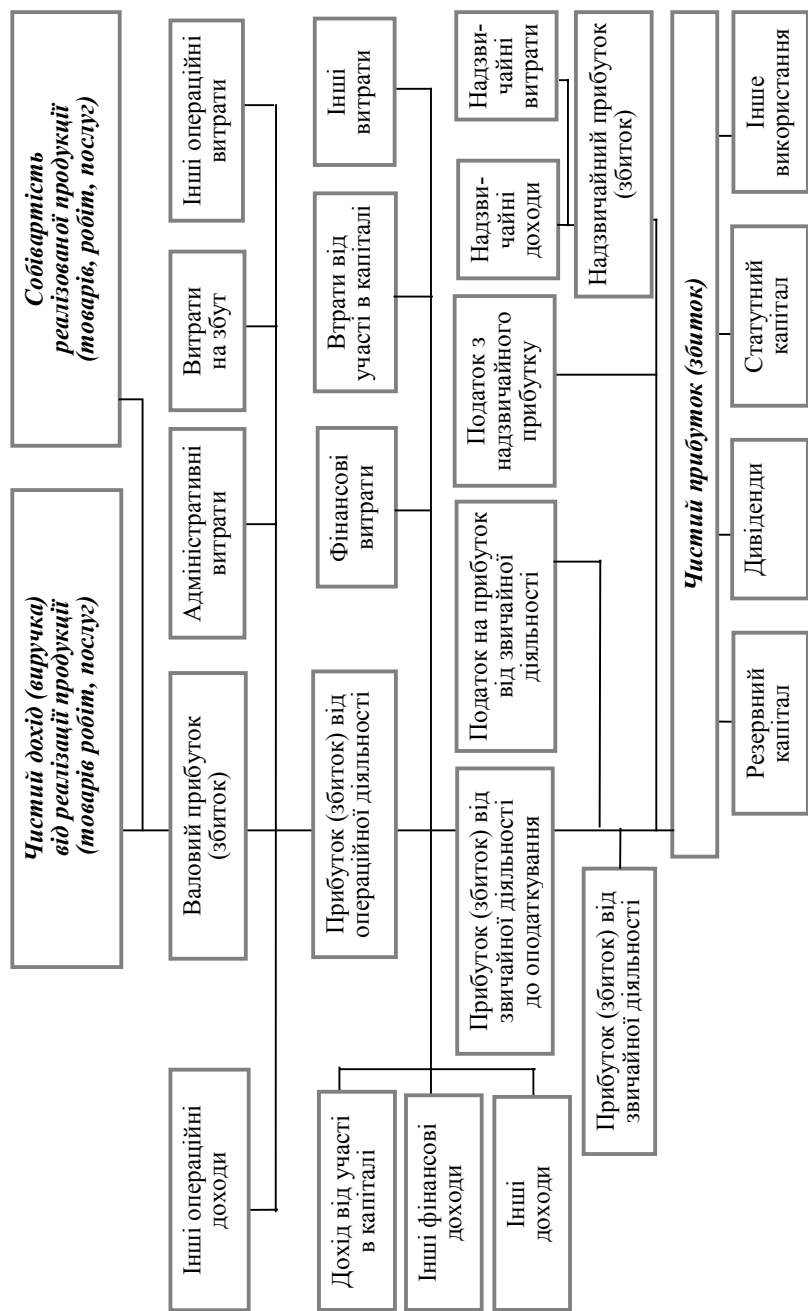 Чистий дохід (виручка)
від реалізації продукції
(товарів робіт, послуг)
Собівартість
реалізованої продукції
(товарів, робіт, послуг)
Інші операційні
доходи
Валовий прибуток
(збиток)
Адміністративні
витрати
Витрати
на збут
Інші операційні
витрати
Дохід від участі
в капіталі
Інші фінансові
доходи
Інші
доходи
Прибуток (збиток) від
операційної діяльності
Фінансові
витрати
Втрати від
участі в капіталі
Інші
витрати
Прибуток (збиток) від
звичайної діяльності
до оподаткування
Податок на прибуток
від звичайної
діяльності
Податок з
надзвичайного
прибутку
Надзви-
чайні
доходи
Надзви-
чайні
витрати
Прибуток (збиток) від
звичайної діяльності
Надзвичайний прибуток
(збиток)
Чистий прибуток (збиток)
Резервний
капітал
Дивіденди
Статутний
капітал
Інше
використання